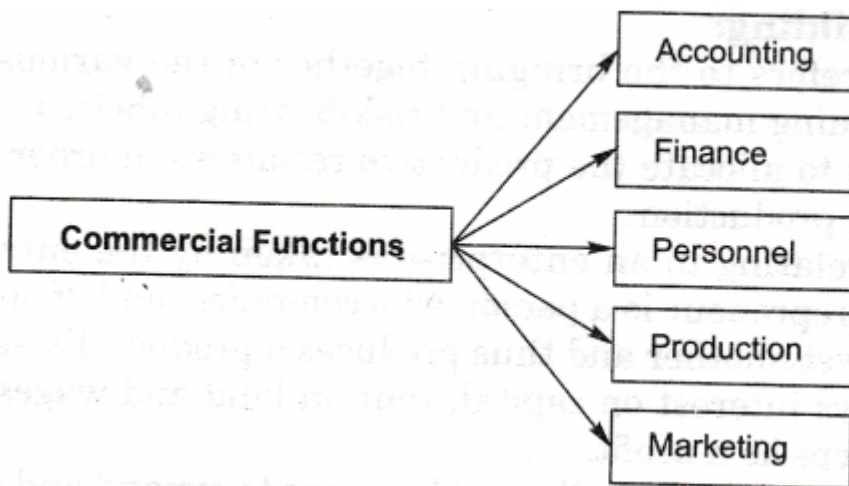 Accounting
Finance
Commercial Functions
Personnel
Production
Marketing